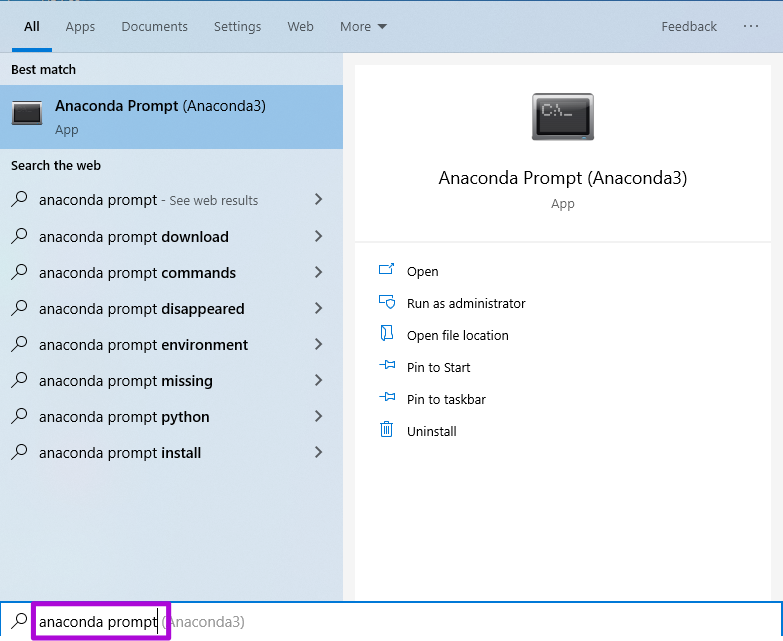 All Apps Documents Settings Web More Feedback ...
Best match
Anaconda Prompt (Anaconda3)
App
Search the web
anaconda prompt - See web results
anaconda prompt download
anaconda prompt commands
anaconda prompt disappeared
anaconda prompt environment
anaconda prompt missing
anaconda prompt python
anaconda prompt install
C:\_
Anaconda Prompt (Anaconda3)
App
Open
Run as administrator
Open file location
Pin to Start
Pin to taskbar
Uninstall
anaconda prompt (Anaconda3)